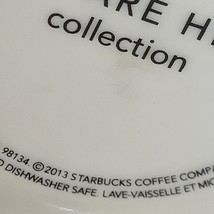 ARE H
collection
98134. © 2013 STARBUCKS COFFEE COMPA
D DISHWASHER SAFE. LAVE-VAISSELLE ET MIC